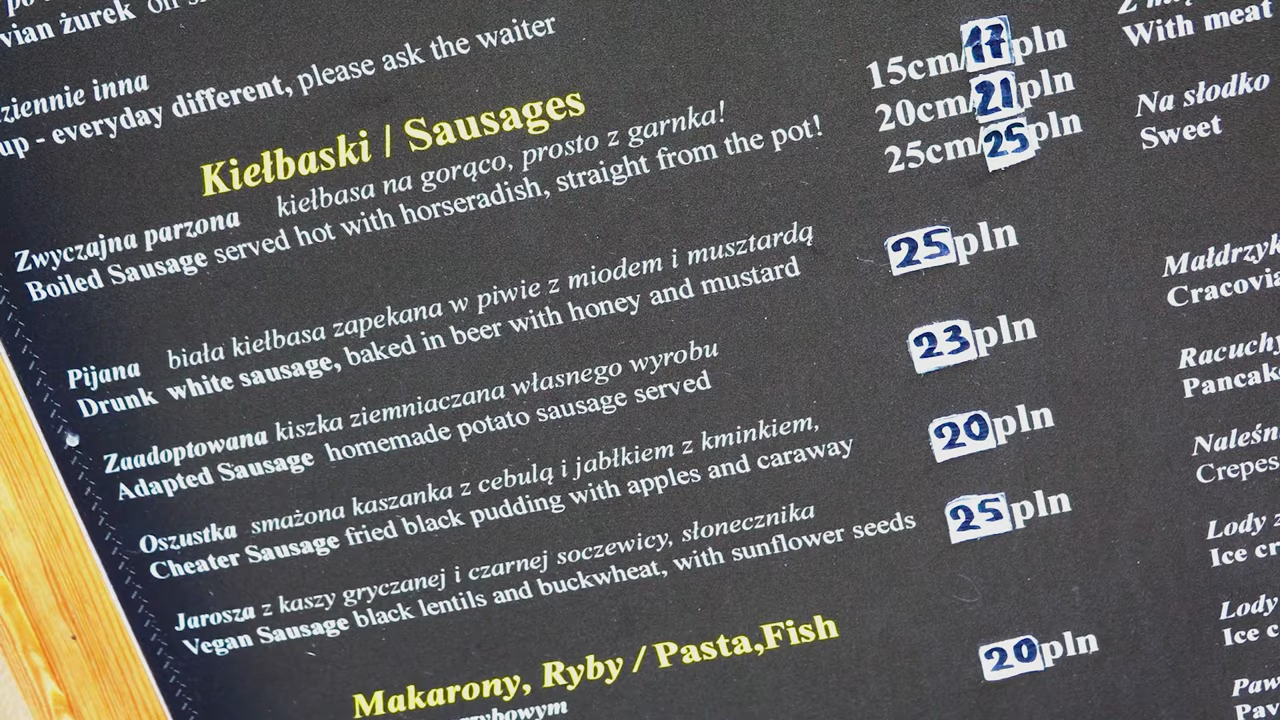 vian żurek
ziennie inna
up - everyday different, please ask the waiter
Kiełbaski / Sausages
Zwyczajna parzona kiełbasa na gorąco, prosto z garnka!
Boiled Sausage served hot with horseradish, straight from the pot!
15cm/17pln
20cm/21pln
25cm/25pln
Pijana biała kiełbasa zapekana w piwie z miodem i musztardą
Drunk white sausage, baked in beer with honey and mustard
25pln
Zaadoptowana kiszka ziemniaczana własnego wyrobu
Adapted Sausage homemade potato sausage served
23pln
Oszustka smażona kaszanka z cebulą i jabłkiem z kminkiem,
Cheater Sausage fried black pudding with apples and caraway
20pln
Jarosza z kaszy gryczanej i czarnej soczewicy, słonecznika
Vegan Sausage black lentils and buckwheat, with sunflower seeds
25pln
Makarony, Ryby / Pasta,Fish
20pln
With meat
Na słodko
Sweet
Małdrzyk
Cracovia
Racuchy
Pancak
Naleśn
Crepes
Lody
Ice cr
Lody
Ice c
Paw
Pav